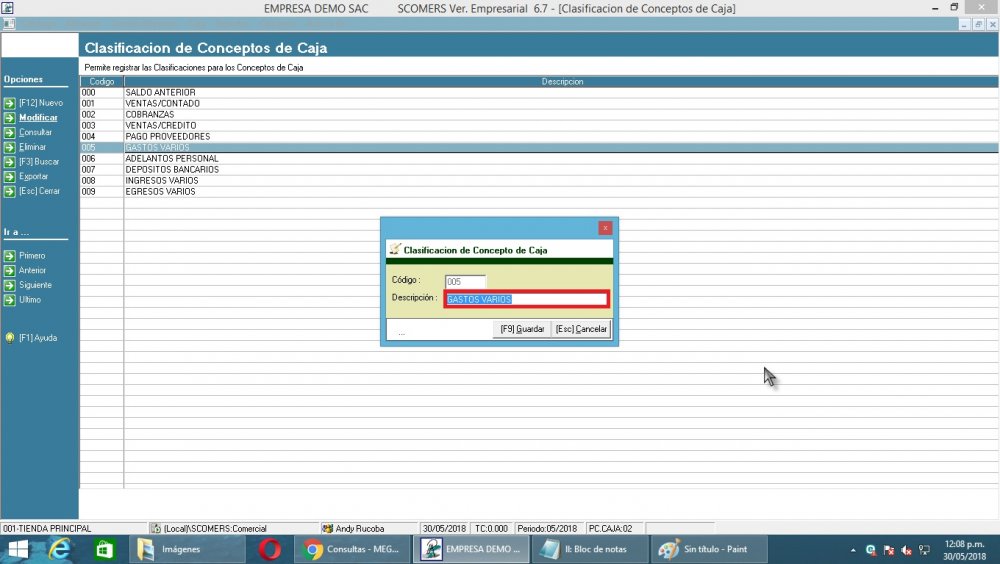 EMPRESA DEMO SAC SCOMERS Ver. Empresarial 6.7 - [Clasificacion de Conceptos de Caja]
Clasificacion de Conceptos de Caja
Permite registrar las Clasificaciones para los Conceptos de Caja
Opciones
[F12] Nuevo
Modificar
Consultar
Eliminar
[F3] Buscar
Exportar
[Esc] Cerrar
Ir a ...
Primero
Anterior
Siguiente
Ultimo
[F1] Ayuda
Codigo Descripcion
000 SALDO ANTERIOR
001 VENTAS/CONTADO
002 COBRANZAS
003 VENTAS/CREDITO
004 PAGO PROVEEDORES
005 GASTOS VARIOS
006 ADELANTOS PERSONAL
007 DEPOSITOS BANCARIOS
008 INGRESOS VARIOS
009 EGRESOS VARIOS
Clasificacion de Concepto de Caja
Código : 005
Descripción : GASTOS VARIOS
... [F9] Guardar [Esc] Cancelar
001-TIENDA PRINCIPAL (Local)\SCOMERS:Comercial Andy Rucoba 30/05/2018 TC:0.000 Periodo:05/2018 PC.CAJA:02
Imágenes Consultas - MEG... EMPRESA DEMO ... II: Bloc de notas Sin título - Paint 12:08 p.m.
30/05/2018